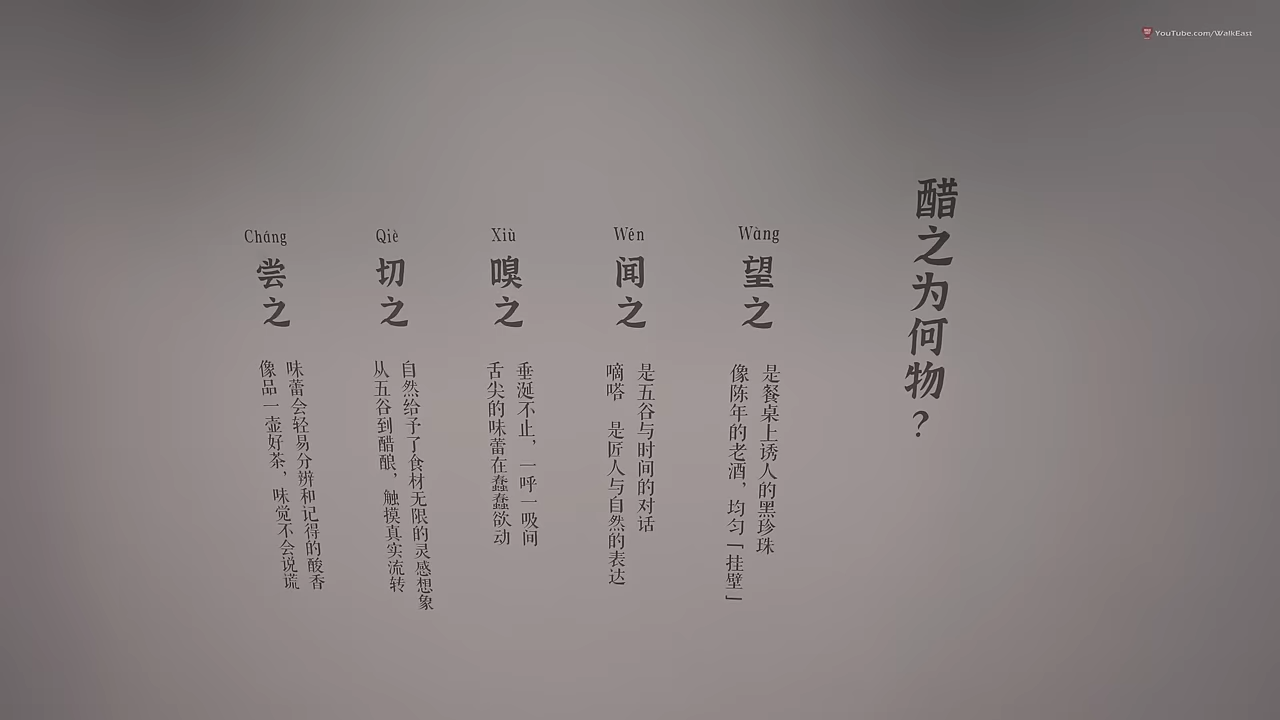 YouTube.com/WalkEast
醋之为何物？
Wàng
望之
是餐桌上诱人的黑珍珠
像陈年的老酒，均匀「挂壁」
Wén
闻之
是五谷与时间的对话
嘀嗒 是匠人与自然的表达
Xiù
嗅之
垂涎不止，一呼一吸间
舌尖的味蕾在蠢蠢欲动
Qiè
切之
自然给予了食材无限的灵感想象
从五谷到醋酿，触摸真实流转
Cháng
尝之
味蕾会轻易分辨和记得的酸香
像品一壶好茶，味觉不会说谎